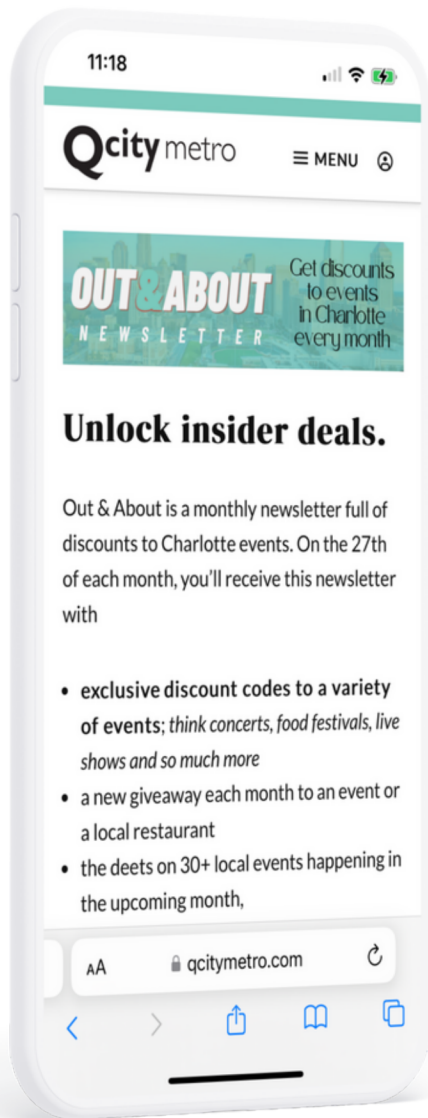 11:18
Qcity metro
MENU
OUT&ABOUT
NEWSLETTER
Get discounts
to events
in Charlotte
every month
Unlock insider deals.
Out & About is a monthly newsletter full of
discounts to Charlotte events. On the 27th
of each month, you'll receive this newsletter
with
• exclusive discount codes to a variety
of events; think concerts, food festivals, live
shows and so much more
• a new giveaway each month to an event or
a local restaurant
• the deets on 30+ local events happening in
the upcoming month,
AA
qcitymetro.com